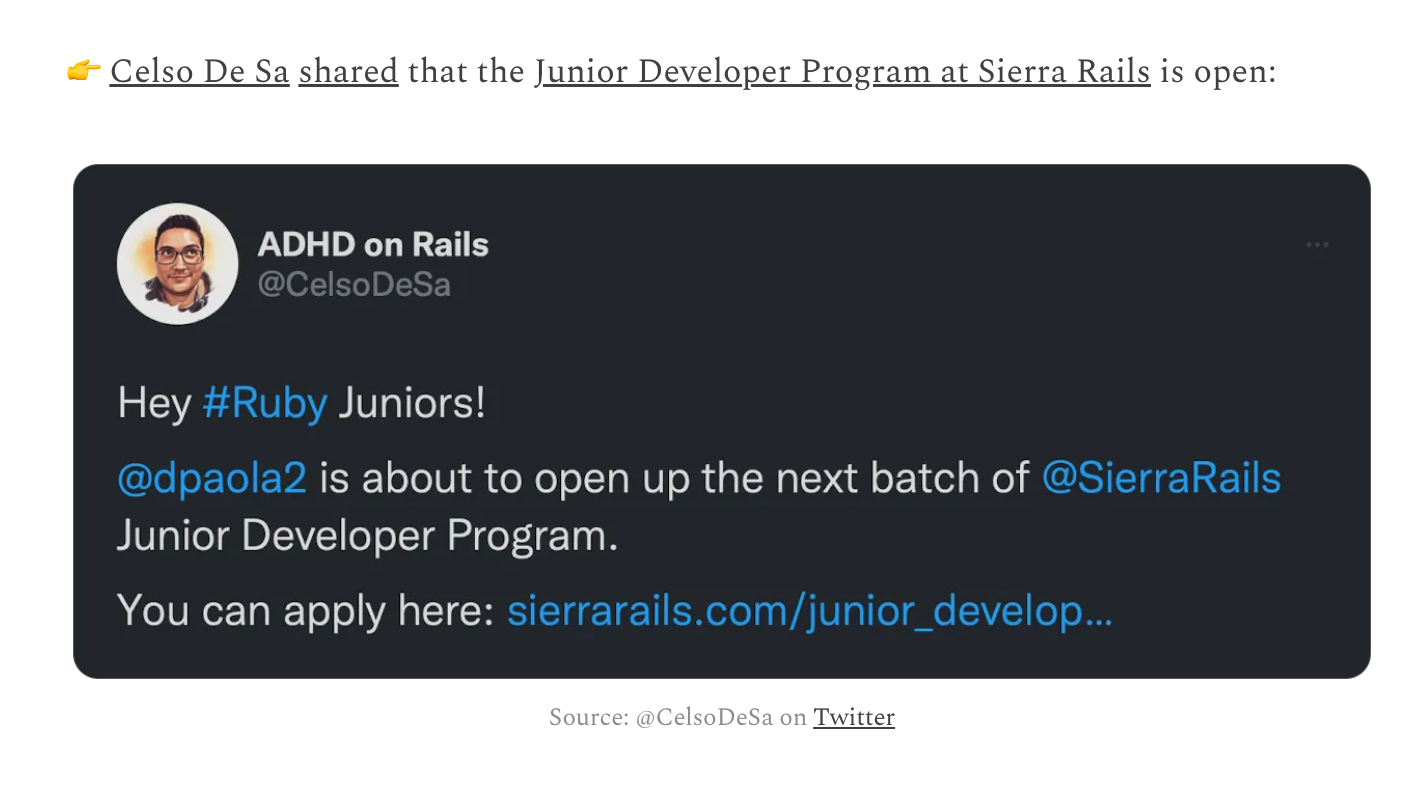 👉 Celso De Sa shared that the Junior Developer Program at Sierra Rails is open:
ADHD on Rails
@CelsoDeSa
Hey #Ruby Juniors!
@dpaola2 is about to open up the next batch of @SierraRails
Junior Developer Program.
You can apply here: sierrarails.com/junior_develop...
Source: @CelsoDeSa on Twitter